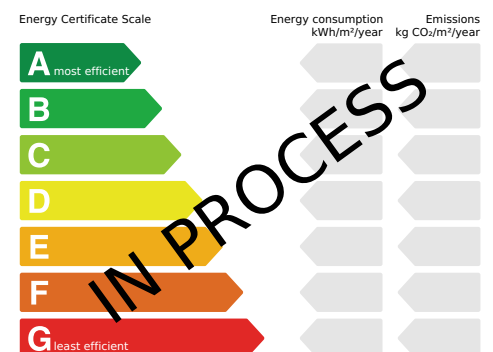 Energy Certificate Scale
Energy consumption
kWh/m²/year
Emissions
kg CO₂/m²/year
A most efficient
B
C
D
E
F
G least efficient
IN PROCESS